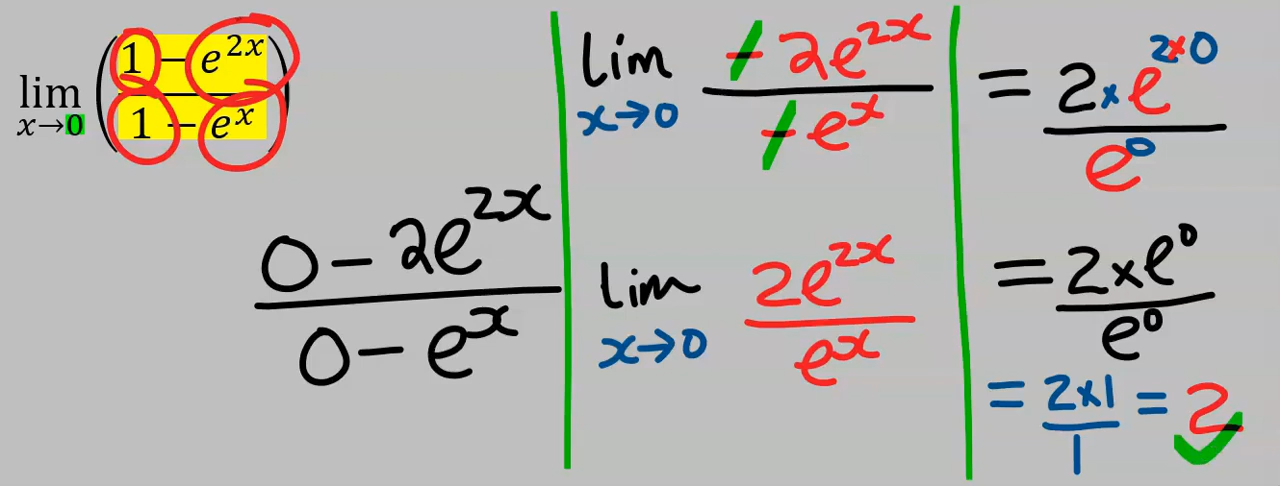 lim x→0 ( (1 − e^{2x}) / (1 − e^x) )
(0 − 2e^{2x}) / (0 − e^x)
Lim x→0 (−2e^{2x}) / (−e^x)
Lim x→0 2e^{2x} / e^x
= 2×e^{2×0} / e^0
= 2×e^0 / e^0
= 2×1 / 1 = 2